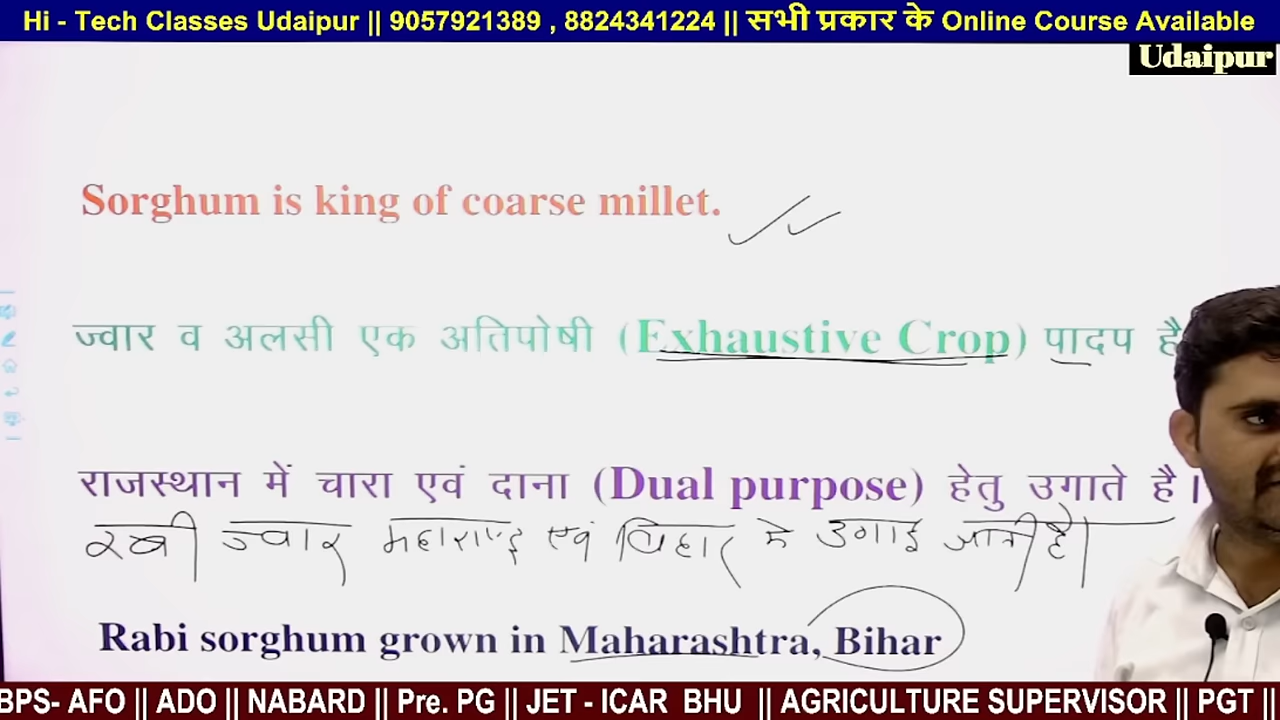 Hi - Tech Classes Udaipur || 9057921389 , 8824341224 || सभी प्रकार के Online Course Available
Udaipur
Sorghum is king of coarse millet.
ज्वार व अलसी एक अतिपोषी (Exhaustive Crop) पादप है
राजस्थान में चारा एवं दाना (Dual purpose) हेतु उगाते है।
रबी ज्वार महाराष्ट्र एवं बिहार मे उगाई जाती है।
Rabi sorghum grown in Maharashtra, Bihar
BPS- AFO || ADO || NABARD || Pre. PG || JET - ICAR BHU || AGRICULTURE SUPERVISOR || PGT ||